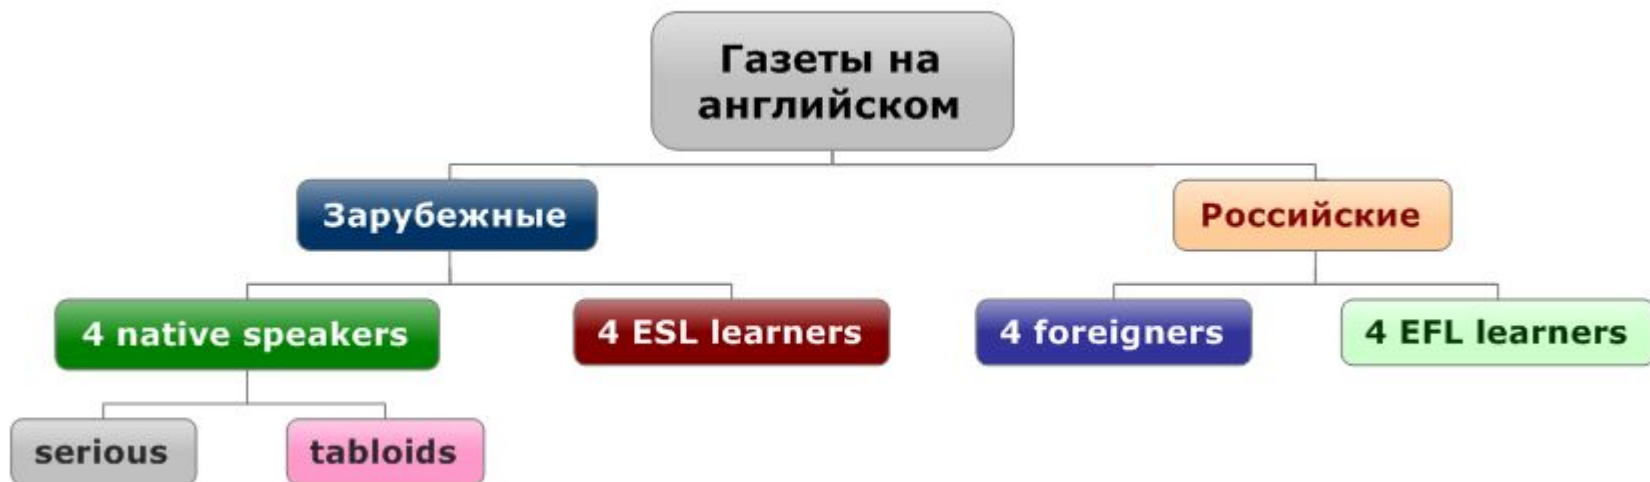 Газеты на
английском
Зарубежные
Российские
4 native speakers
4 ESL learners
4 foreigners
4 EFL learners
serious
tabloids